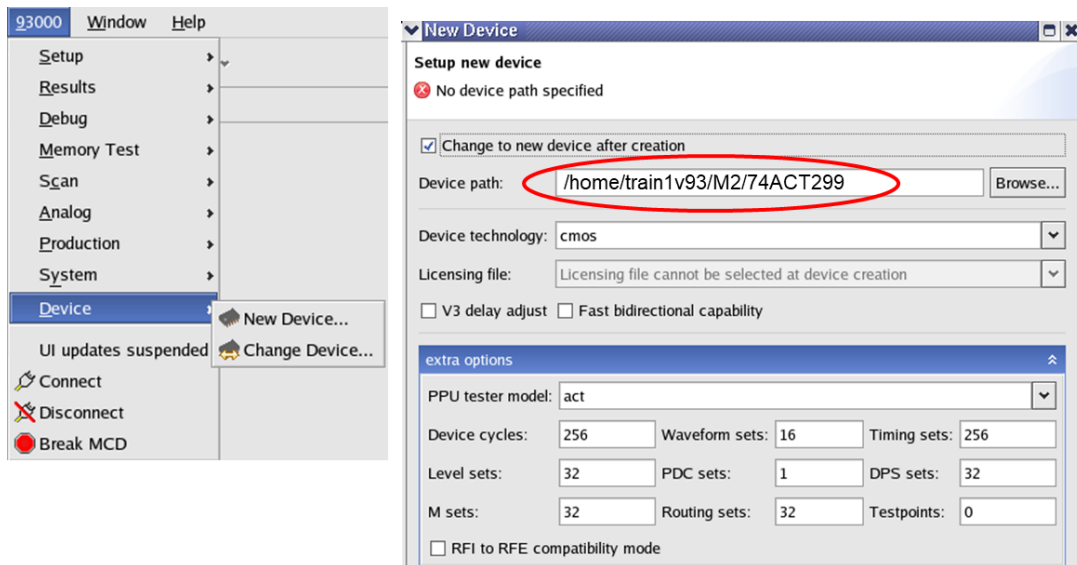 93000 Window Help
Setup
Results
Debug
Memory Test
Scan
Analog
Production
System
Device
New Device...
Change Device...
UI updates suspended
Connect
Disconnect
Break MCD
New Device
Setup new device
No device path specified
Change to new device after creation
Device path: /home/train1v93/M2/74ACT299 Browse...
Device technology: cmos
Licensing file: Licensing file cannot be selected at device creation
V3 delay adjust Fast bidirectional capability
extra options
PPU tester model: act
Device cycles: 256 Waveform sets: 16 Timing sets: 256
Level sets: 32 PDC sets: 1 DPS sets: 32
M sets: 32 Routing sets: 32 Testpoints: 0
RFI to RFE compatibility mode